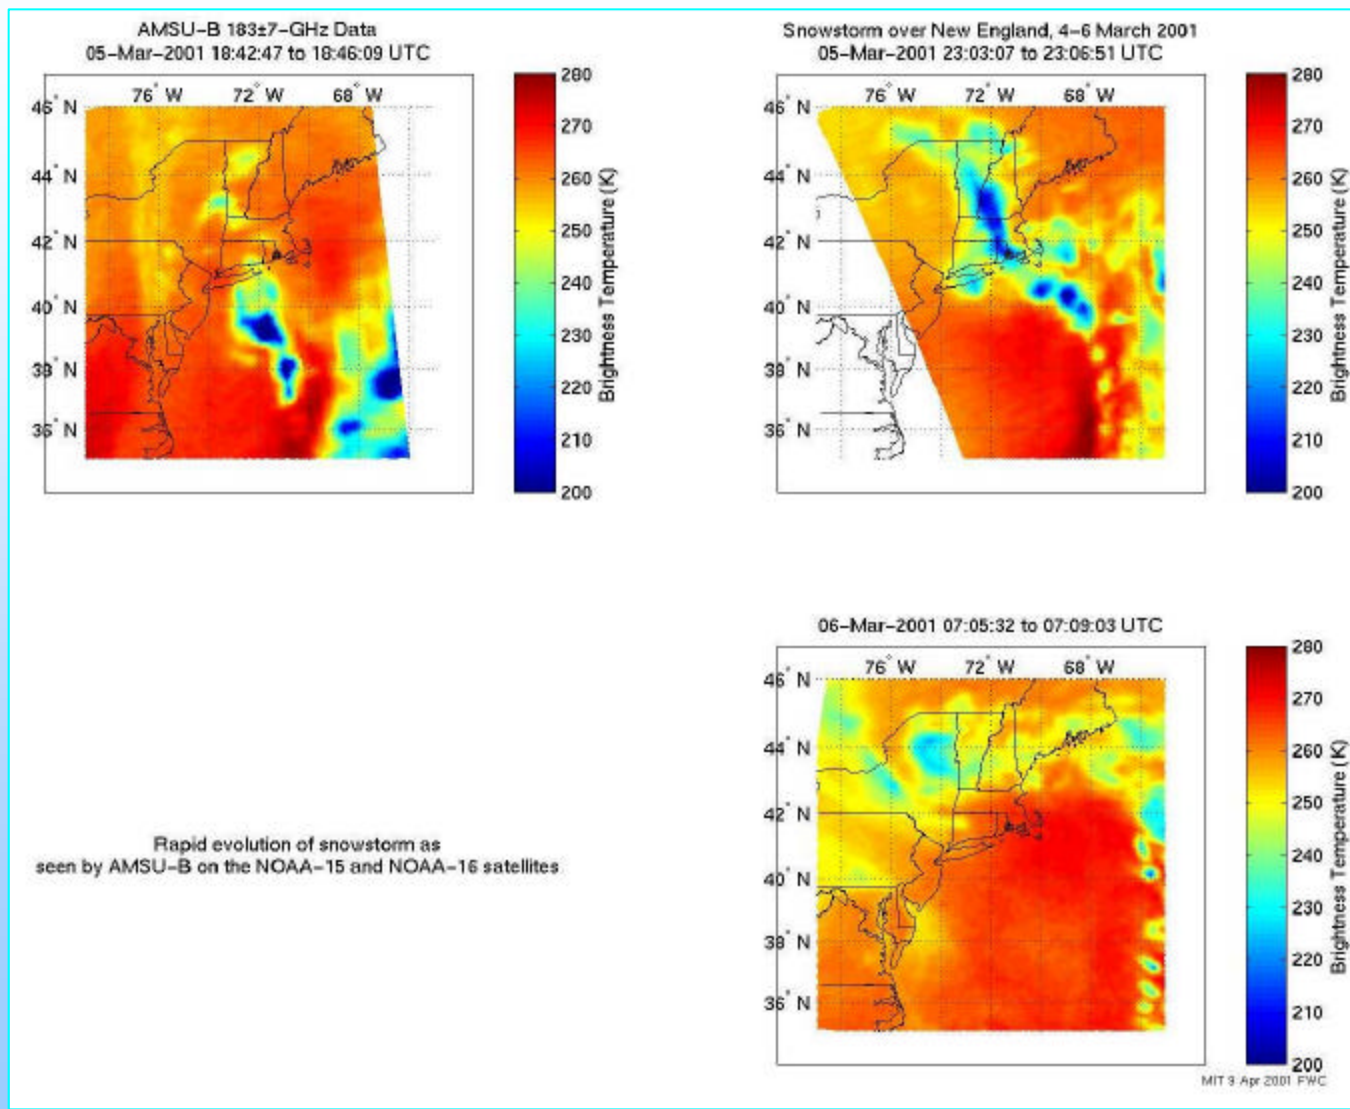 AMSU-B 183±7-GHz Data
05-Mar-2001 18:42:47 to 18:46:09 UTC
76° W 72° W 68° W
46° N
44° N
42° N
40° N
38° N
36° N
280
270
260
250
240
230
220
210
200
Brightness Temperature (K)
Snowstorm over New England, 4-6 March 2001
05-Mar-2001 23:03:07 to 23:06:51 UTC
76° W 72° W 68° W
46° N
44° N
42° N
40° N
38° N
36° N
280
270
260
250
240
230
220
210
200
Brightness Temperature (K)
Rapid evolution of snowstorm as
seen by AMSU-B on the NOAA-15 and NOAA-16 satellites
06-Mar-2001 07:05:32 to 07:09:03 UTC
76° W 72° W 68° W
46° N
44° N
42° N
40° N
38° N
36° N
280
270
260
250
240
230
220
210
200
Brightness Temperature (K)
MIT 9 Apr 2001 FWC